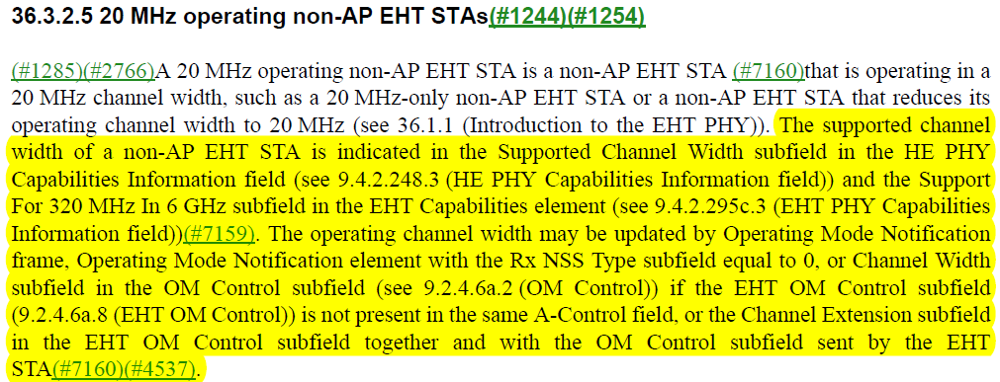 36.3.2.5 20 MHz operating non-AP EHT STAs(#1244)(#1254)
(#1285)(#2766)A 20 MHz operating non-AP EHT STA is a non-AP EHT STA (#7160)that is operating in a
20 MHz channel width, such as a 20 MHz-only non-AP EHT STA or a non-AP EHT STA that reduces its
operating channel width to 20 MHz (see 36.1.1 (Introduction to the EHT PHY)). The supported channel
width of a non-AP EHT STA is indicated in the Supported Channel Width subfield in the HE PHY
Capabilities Information field (see 9.4.2.248.3 (HE PHY Capabilities Information field)) and the Support
For 320 MHz In 6 GHz subfield in the EHT Capabilities element (see 9.4.2.295c.3 (EHT PHY Capabilities
Information field))(#7159). The operating channel width may be updated by Operating Mode Notification
frame, Operating Mode Notification element with the Rx NSS Type subfield equal to 0, or Channel Width
subfield in the OM Control subfield (see 9.2.4.6a.2 (OM Control)) if the EHT OM Control subfield
(9.2.4.6a.8 (EHT OM Control)) is not present in the same A-Control field, or the Channel Extension subfield
in the EHT OM Control subfield together and with the OM Control subfield sent by the EHT
STA(#7160)(#4537).